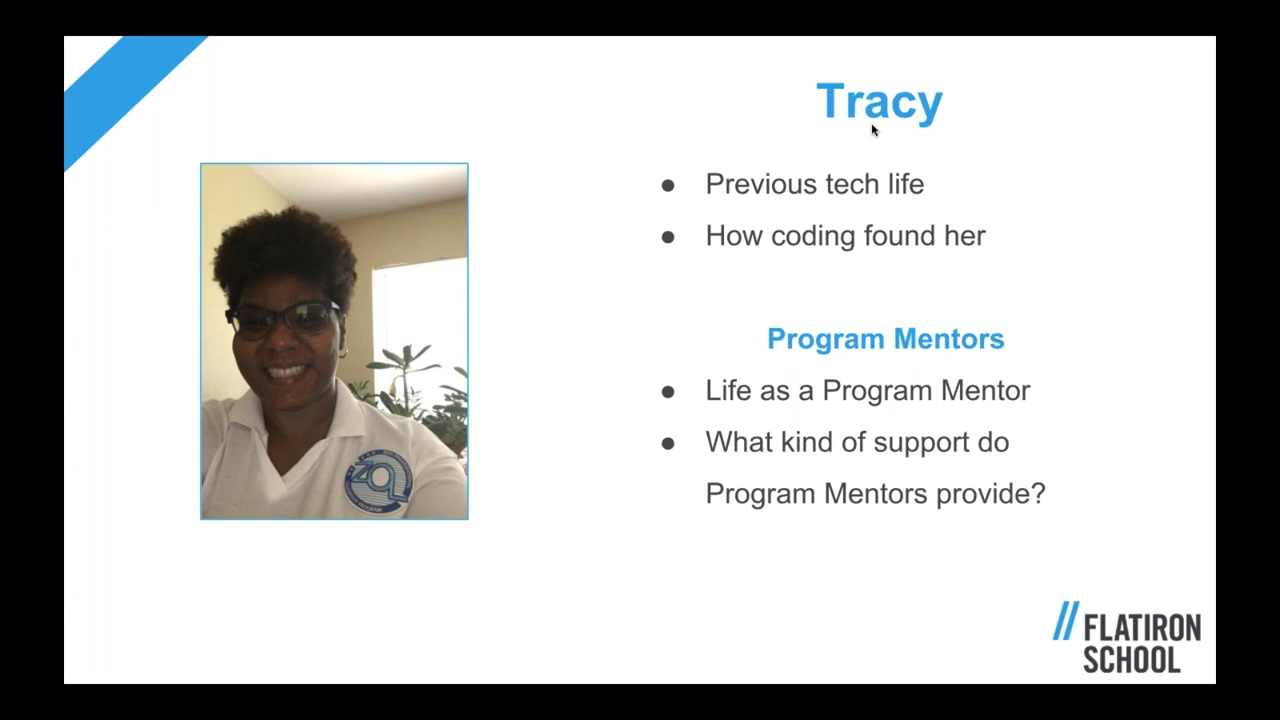 Tracy
● Previous tech life
● How coding found her
Program Mentors
● Life as a Program Mentor
● What kind of support do
Program Mentors provide?
FLATIRON
SCHOOL